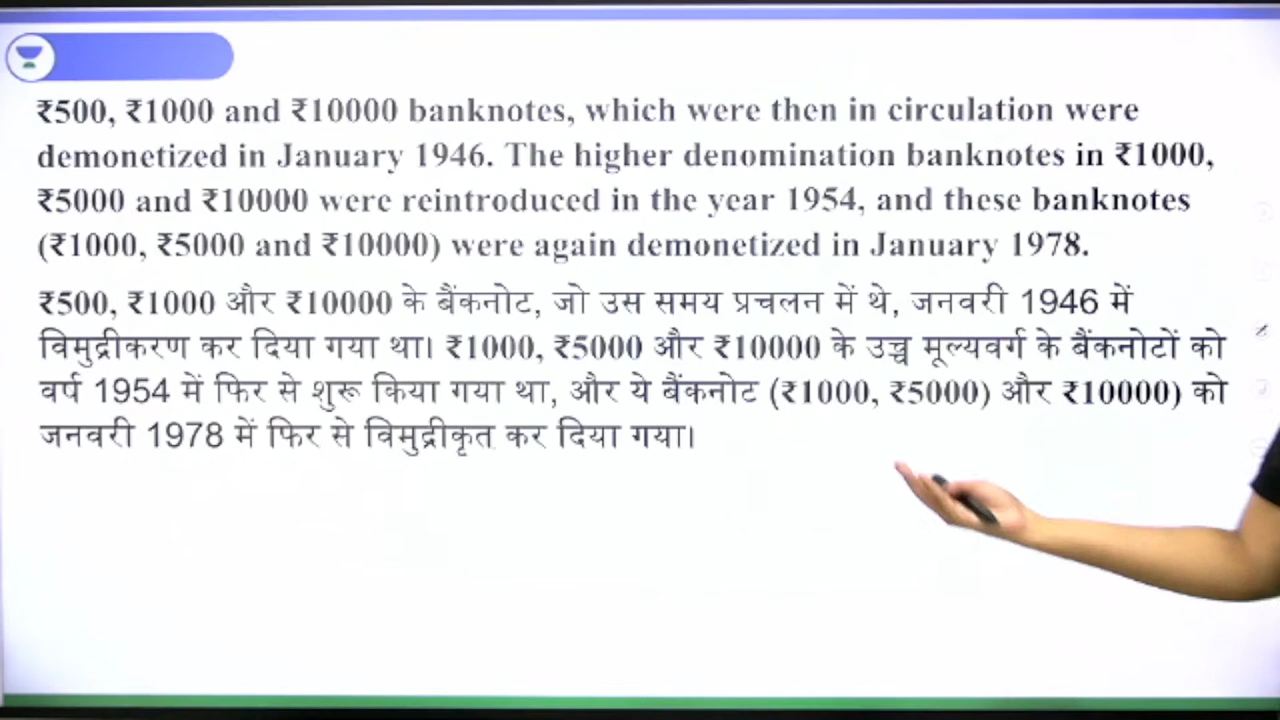 ₹500, ₹1000 and ₹10000 banknotes, which were then in circulation were
demonetized in January 1946. The higher denomination banknotes in ₹1000,
₹5000 and ₹10000 were reintroduced in the year 1954, and these banknotes
(₹1000, ₹5000 and ₹10000) were again demonetized in January 1978.
₹500, ₹1000 और ₹10000 के बैंकनोट, जो उस समय प्रचलन में थे, जनवरी 1946 में
विमुद्रीकरण कर दिया गया था। ₹1000, ₹5000 और ₹10000 के उच्च मूल्यवर्ग के बैंकनोटों को
वर्ष 1954 में फिर से शुरू किया गया था, और ये बैंकनोट (₹1000, ₹5000) और ₹10000) को
जनवरी 1978 में फिर से विमुद्रीकृत कर दिया गया।